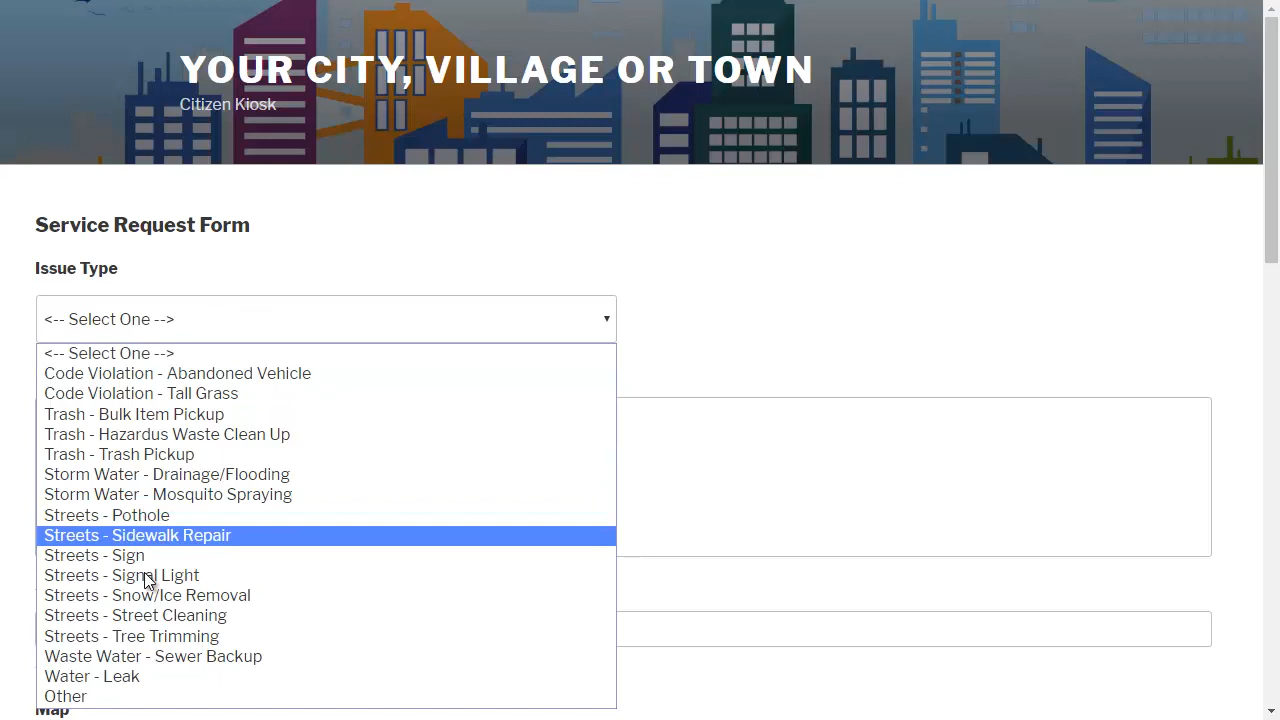 YOUR CITY, VILLAGE OR TOWN
Citizen Kiosk
Service Request Form
Issue Type
<-- Select One -->
<-- Select One -->
Code Violation - Abandoned Vehicle
Code Violation - Tall Grass
Trash - Bulk Item Pickup
Trash - Hazardus Waste Clean Up
Trash - Trash Pickup
Storm Water - Drainage/Flooding
Storm Water - Mosquito Spraying
Streets - Pothole
Streets - Sidewalk Repair
Streets - Sign
Streets - Signal Light
Streets - Snow/Ice Removal
Streets - Street Cleaning
Streets - Tree Trimming
Waste Water - Sewer Backup
Water - Leak
Other
Map